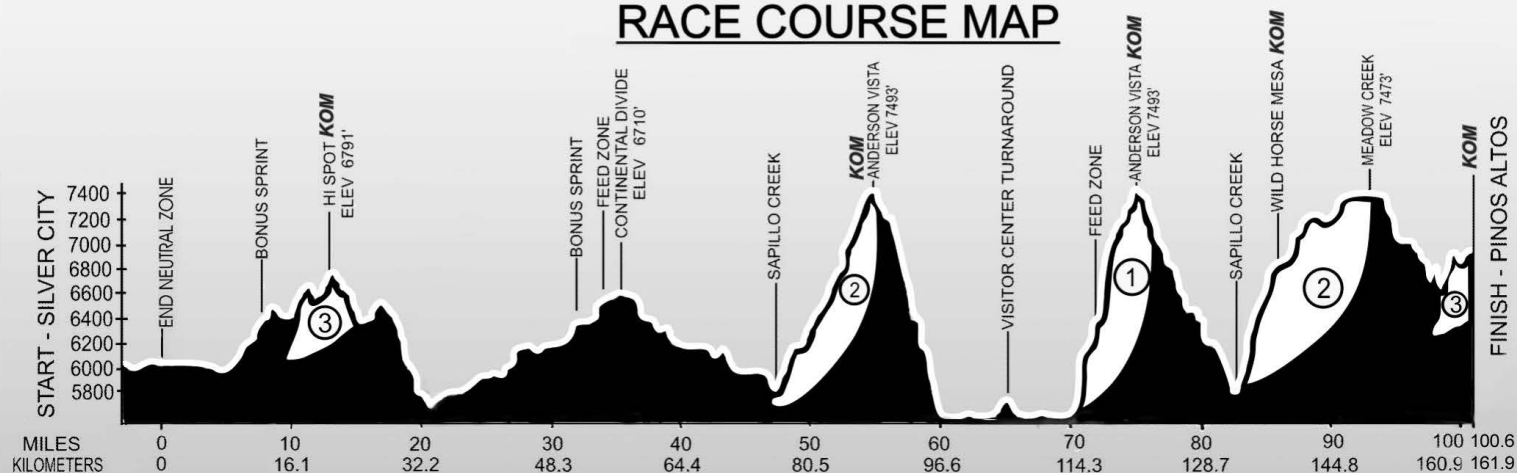 RACE COURSE MAP
START - SILVER CITY
7400
7200
7000
6800
6600
6400
6200
6000
5800
END NEUTRAL ZONE
BONUS SPRINT
HI SPOT KOM
ELEV 6791'
BONUS SPRINT
FEED ZONE
CONTINENTAL DIVIDE
ELEV 6710'
SAPILLO CREEK
KOM
ANDERSON VISTA
ELEV 7493'
VISITOR CENTER TURNAROUND
FEED ZONE
ANDERSON VISTA KOM
ELEV 7493'
SAPILLO CREEK
WILD HORSE MESA KOM
MEADOW CREEK
ELEV 7473'
KOM
FINISH - PINOS ALTOS
3
2
1
2
3
MILES 0 10 20 30 40 50 60 70 80 90 100 100.6
KILOMETERS 0 16.1 32.2 48.3 64.4 80.5 96.6 114.3 128.7 144.8 160.9 161.9